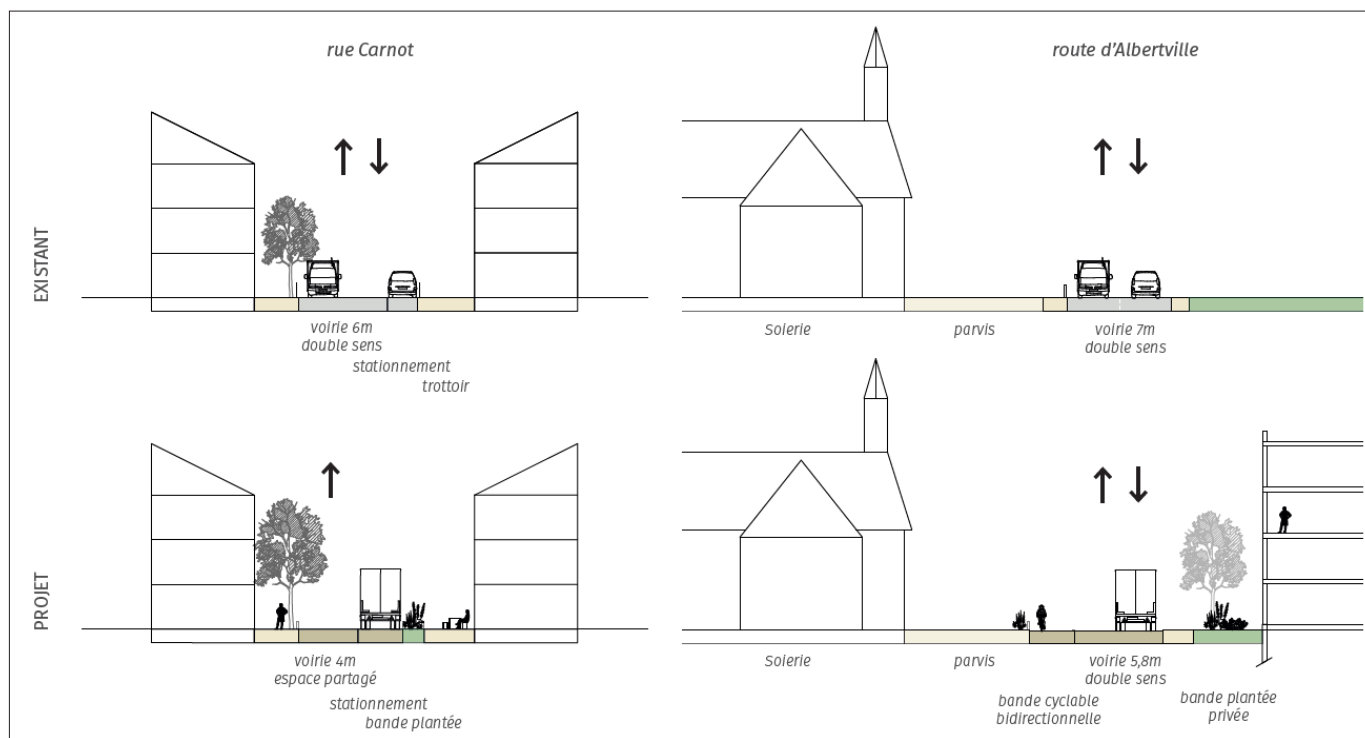 rue Carnot
route d'Albertville
EXISTANT
voirie 6m
double sens
stationnement
trottoir
Soierie
parvis
voirie 7m
double sens
PROJET
voirie 4m
espace partagé
stationnement
bande plantée
Soierie
parvis
voirie 5,8m
double sens
bande cyclable
bidirectionnelle
bande plantée
privée